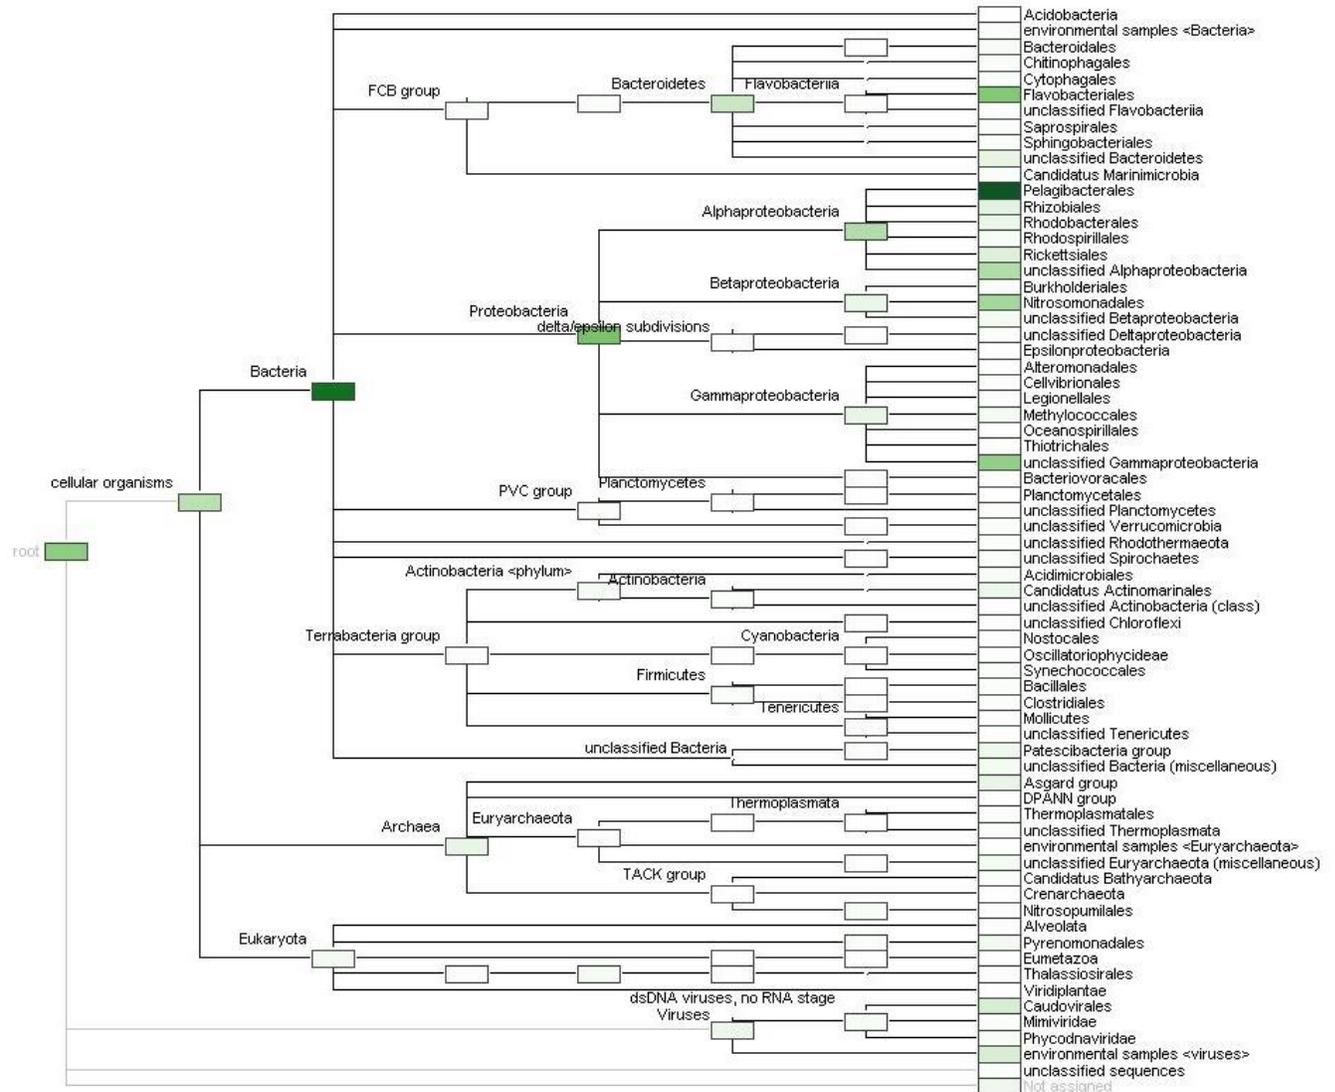 Acidobacteria
environmental samples <Bacteria>
Bacteroidales
Chitinophagales
Bacteroidetes
Flavobacteriia
Cytophagales
FCB group
Flavobacteriales
unclassified Flavobacteriia
Saprospirales
Sphingobacteriales
unclassified Bacteroidetes
Candidatus Marinimicrobia
Pelagibacterales
Alphaproteobacteria
Rhizobiales
Rhodobacterales
Rhodospirillales
Rickettsiales
unclassified Alphaproteobacteria
Betaproteobacteria
Burkholderiales
Nitrosomonadales
Proteobacteria
unclassified Betaproteobacteria
delta/epsilon subdivisions
unclassified Deltaproteobacteria
Epsilonproteobacteria
Bacteria
Alteromonadales
Cellvibrionales
Gammaproteobacteria
Legionellales
Methylococcales
Oceanospirillales
Thiotrichales
unclassified Gammaproteobacteria
cellular organisms
Planctomycetes
Bacteriovoracales
PVC group
Planctomycetales
unclassified Planctomycetes
unclassified Verrucomicrobia
unclassified Rhodothermaeota
root
unclassified Spirochaetes
Actinobacteria <phylum>
Actinobacteria
Acidimicrobiales
Candidatus Actinomarinales
unclassified Actinobacteria (class)
unclassified Chloroflexi
Terrabacteria group
Cyanobacteria
Nostocales
Oscillatoriophycideae
Synechococcales
Firmicutes
Bacillales
Clostridiales
Tenericutes
Mollicutes
unclassified Tenericutes
unclassified Bacteria
Patescibacteria group
unclassified Bacteria (miscellaneous)
Asgard group
DPANN group
Thermoplasmata
Thermoplasmatales
Archaea
Euryarchaeota
unclassified Thermoplasmata
environmental samples <Euryarchaeota>
unclassified Euryarchaeota (miscellaneous)
TACK group
Candidatus Bathyarchaeota
Crenarchaeota
Nitrosopumilales
Alveolata
Eukaryota
Pyrenomonadales
Eumetazoa
Thalassiosirales
Viridiplantae
dsDNA viruses, no RNA stage
Caudovirales
Viruses
Mimiviridae
Phycodnaviridae
environmental samples <viruses>
unclassified sequences
Not assigned